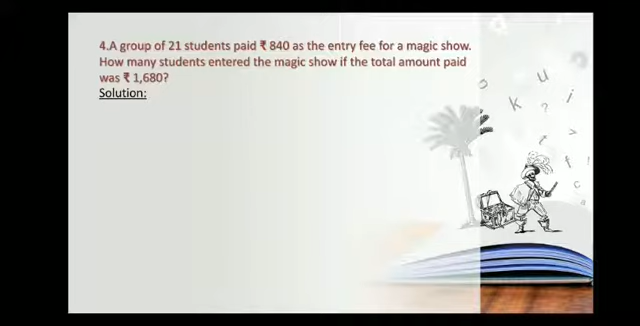 4.A group of 21 students paid ₹ 840 as the entry fee for a magic show.
How many students entered the magic show if the total amount paid
was ₹ 1,680?
Solution: